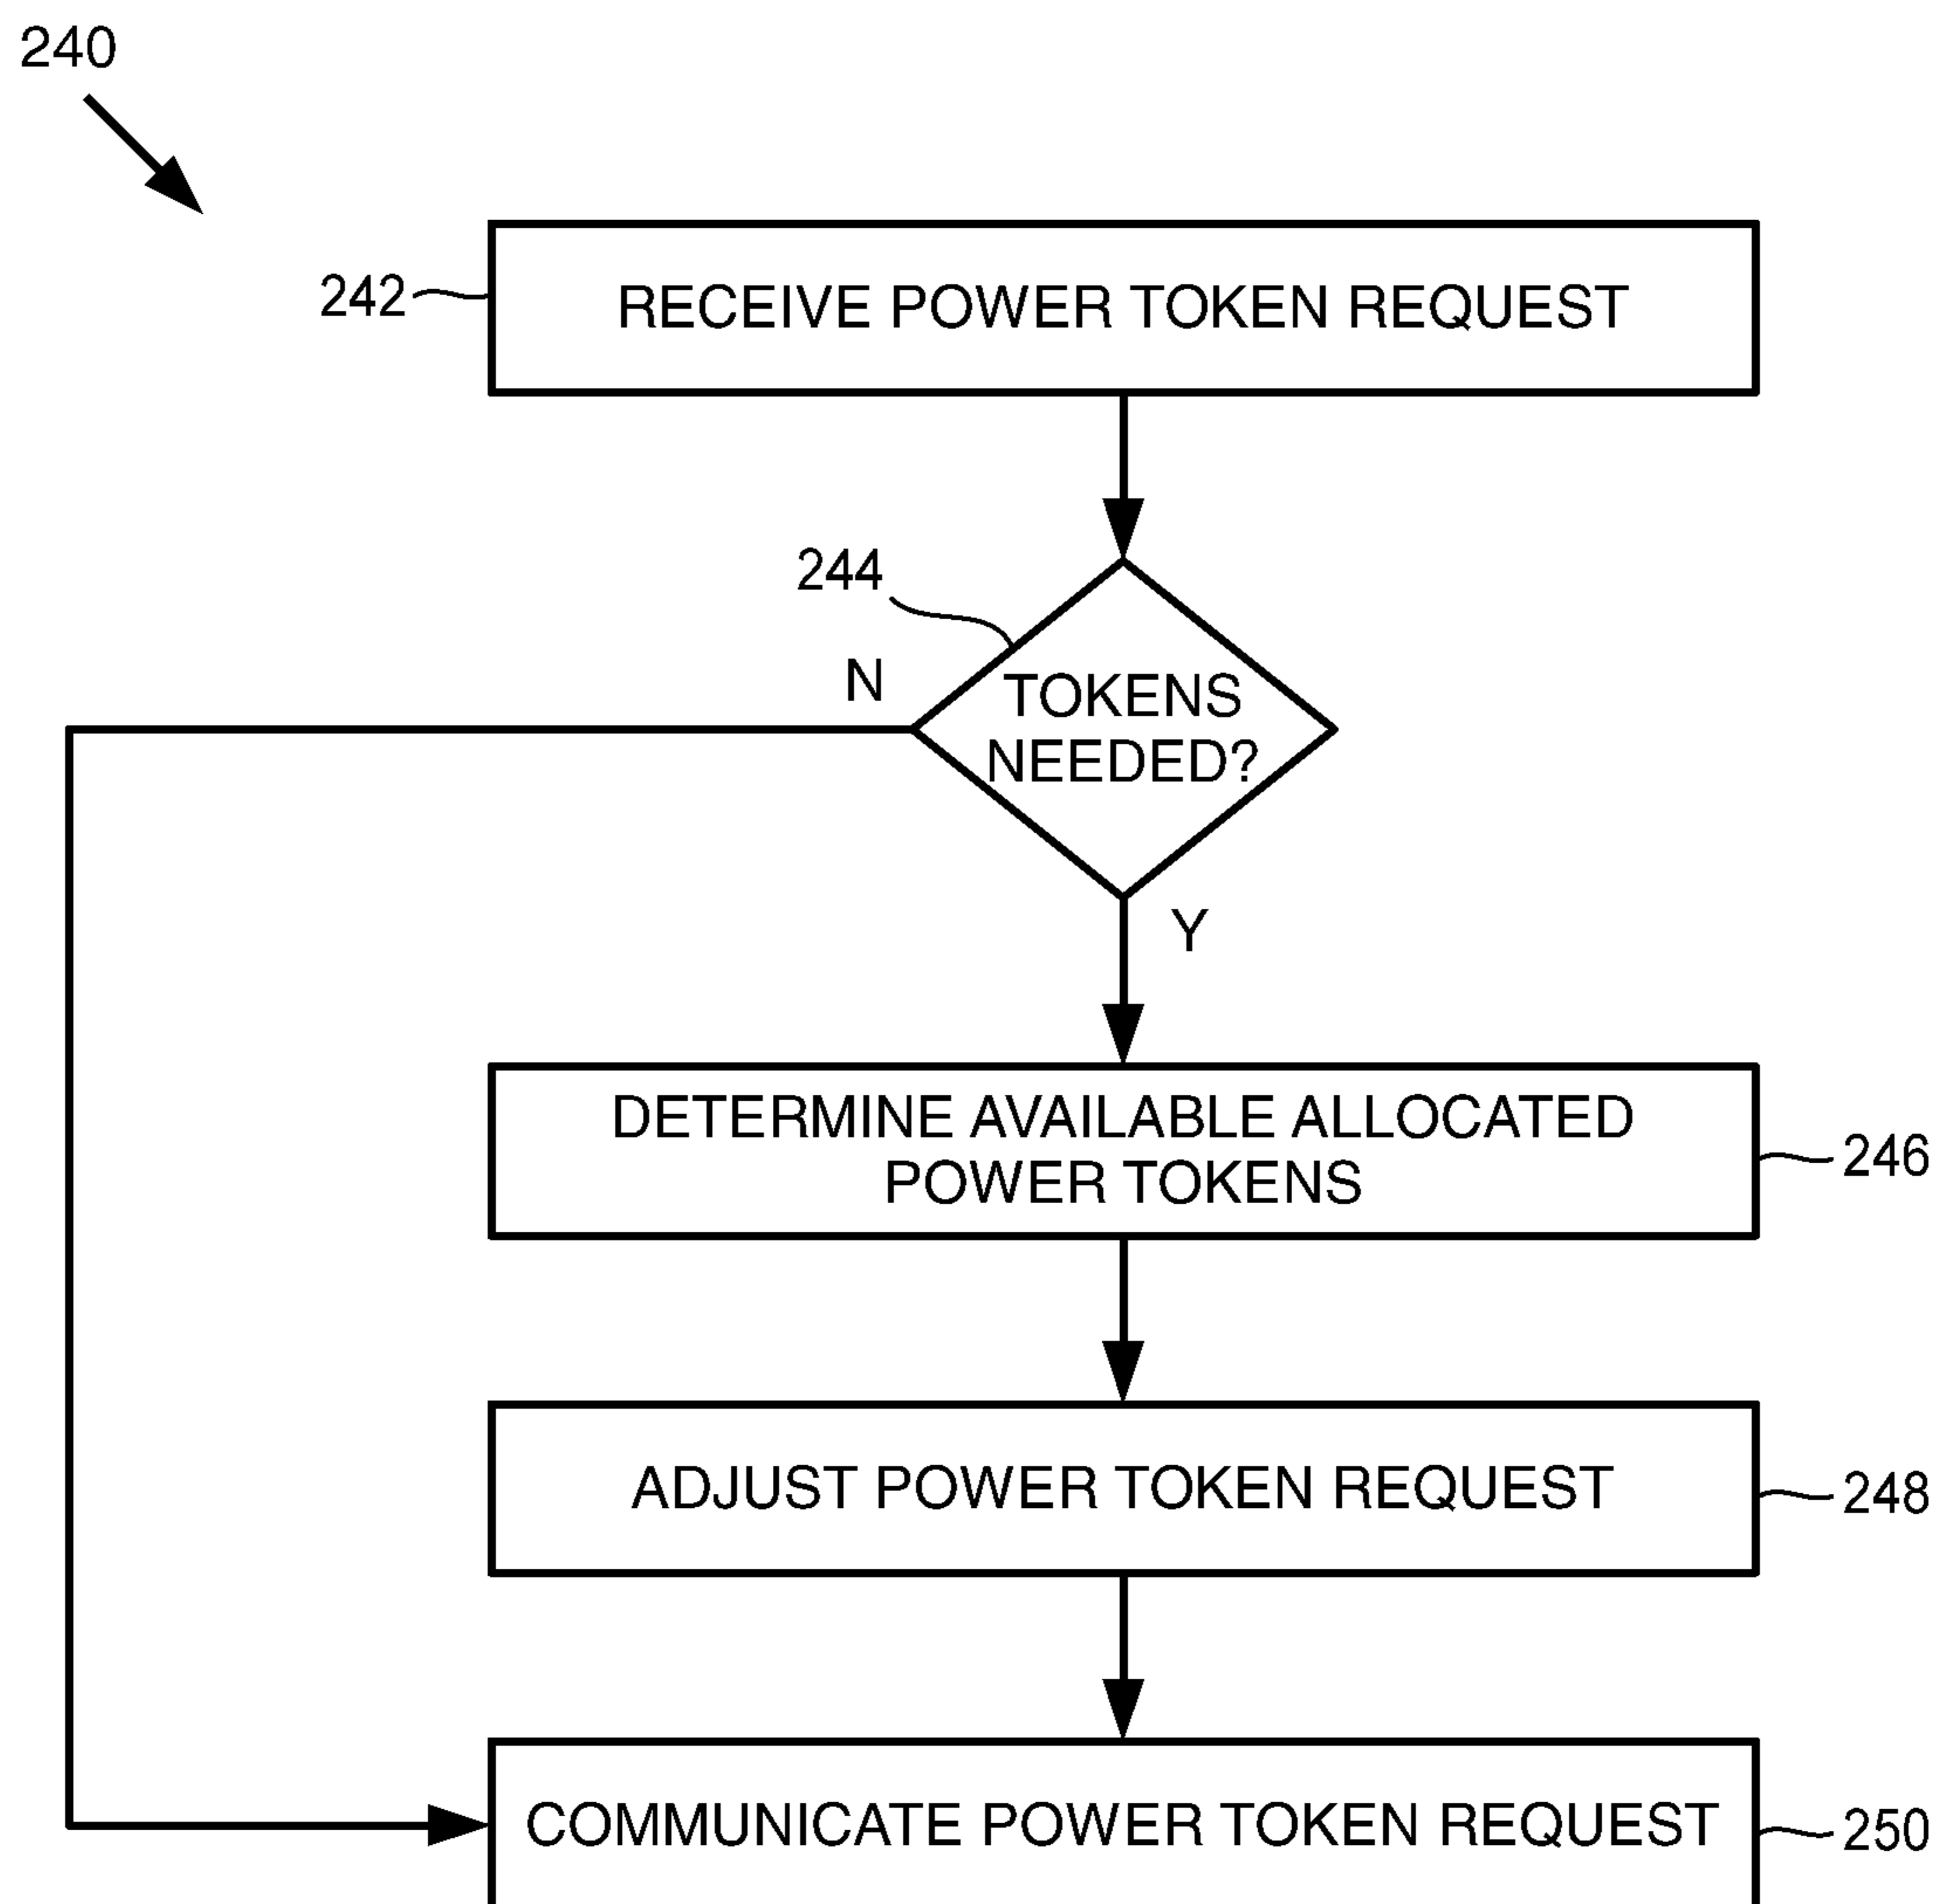 240
242
RECEIVE POWER TOKEN REQUEST
244
N
TOKENS
NEEDED?
Y
DETERMINE AVAILABLE ALLOCATED
POWER TOKENS
246
ADJUST POWER TOKEN REQUEST
248
COMMUNICATE POWER TOKEN REQUEST
250